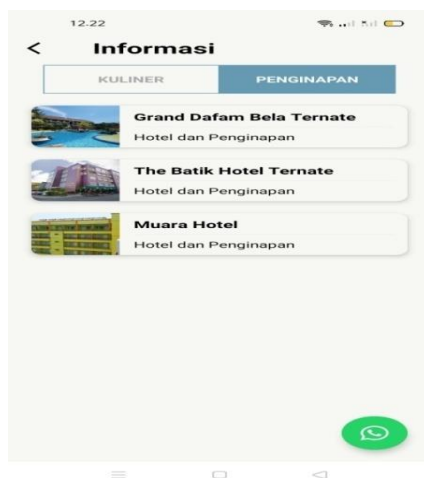 12.22
Informasi
KULINER
PENGINAPAN
Grand Dafam Bela Ternate
Hotel dan Penginapan
The Batik Hotel Ternate
Hotel dan Penginapan
Muara Hotel
Hotel dan Penginapan